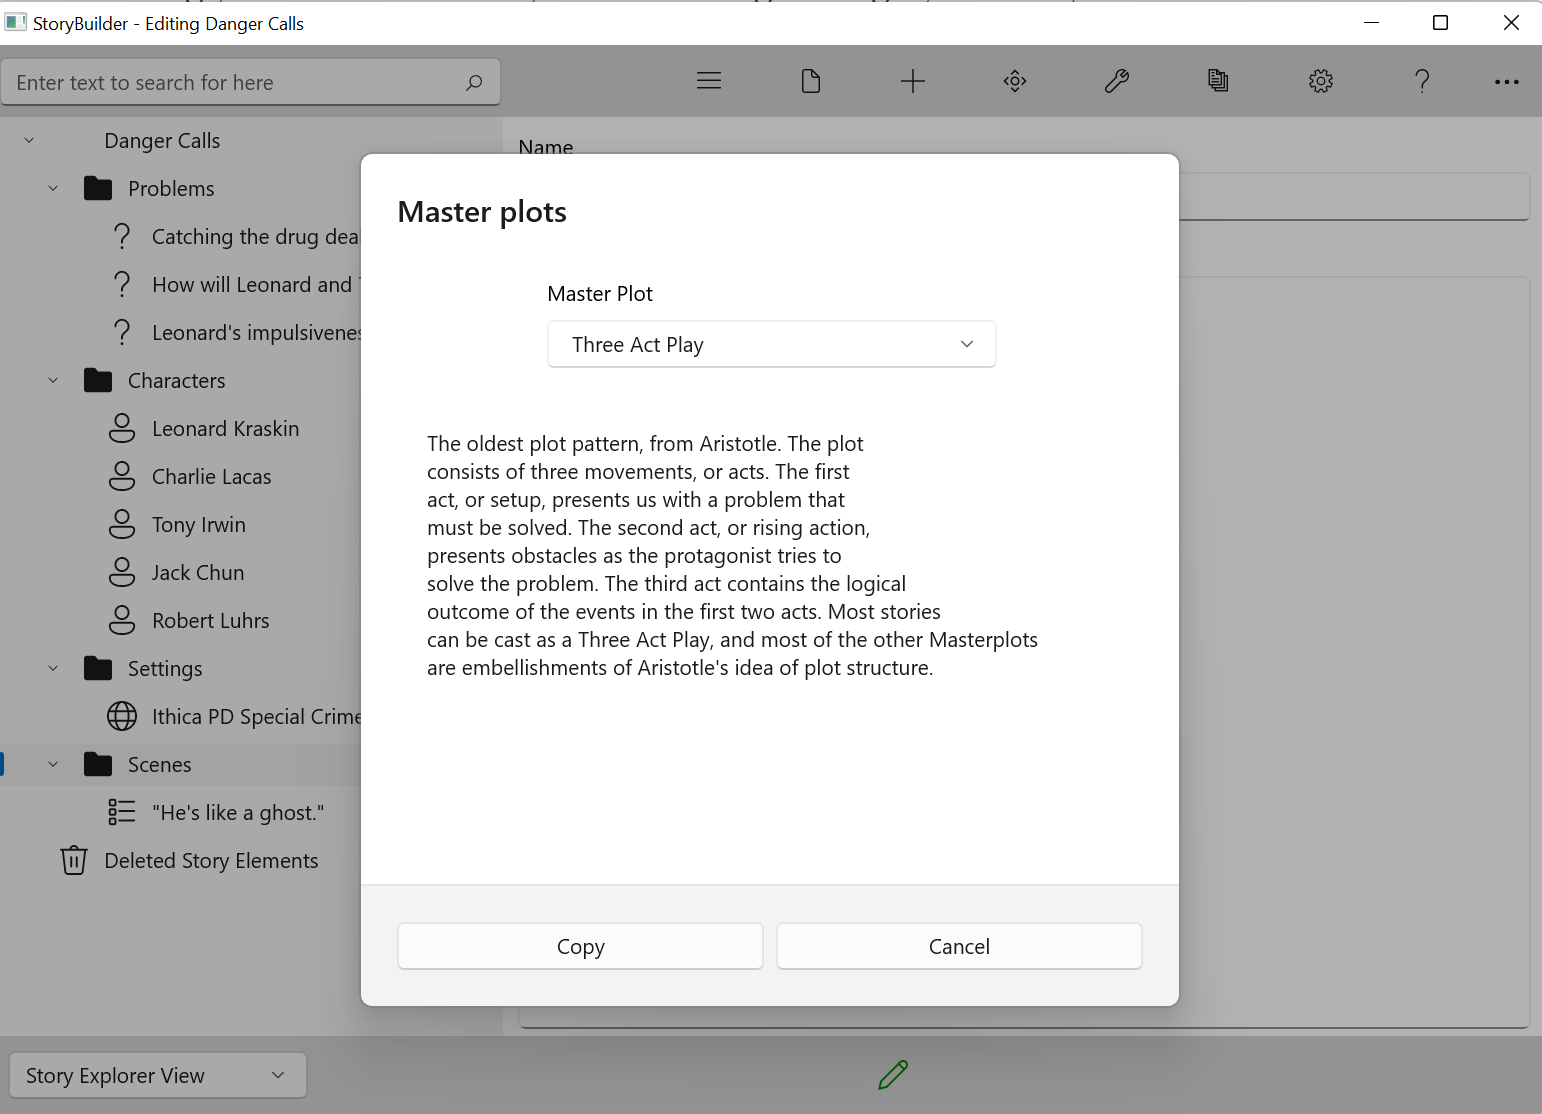 StoryBuilder - Editing Danger Calls
Enter text to search for here
Danger Calls
Name
Problems
Catching the drug dea
How will Leonard and
Leonard's impulsivenes
Characters
Leonard Kraskin
Charlie Lacas
Tony Irwin
Jack Chun
Robert Luhrs
Settings
Ithica PD Special Crime
Scenes
"He's like a ghost."
Deleted Story Elements
Master plots
Master Plot
Three Act Play
The oldest plot pattern, from Aristotle. The plot
consists of three movements, or acts. The first
act, or setup, presents us with a problem that
must be solved. The second act, or rising action,
presents obstacles as the protagonist tries to
solve the problem. The third act contains the logical
outcome of the events in the first two acts. Most stories
can be cast as a Three Act Play, and most of the other Masterplots
are embellishments of Aristotle's idea of plot structure.
Copy
Cancel
Story Explorer View